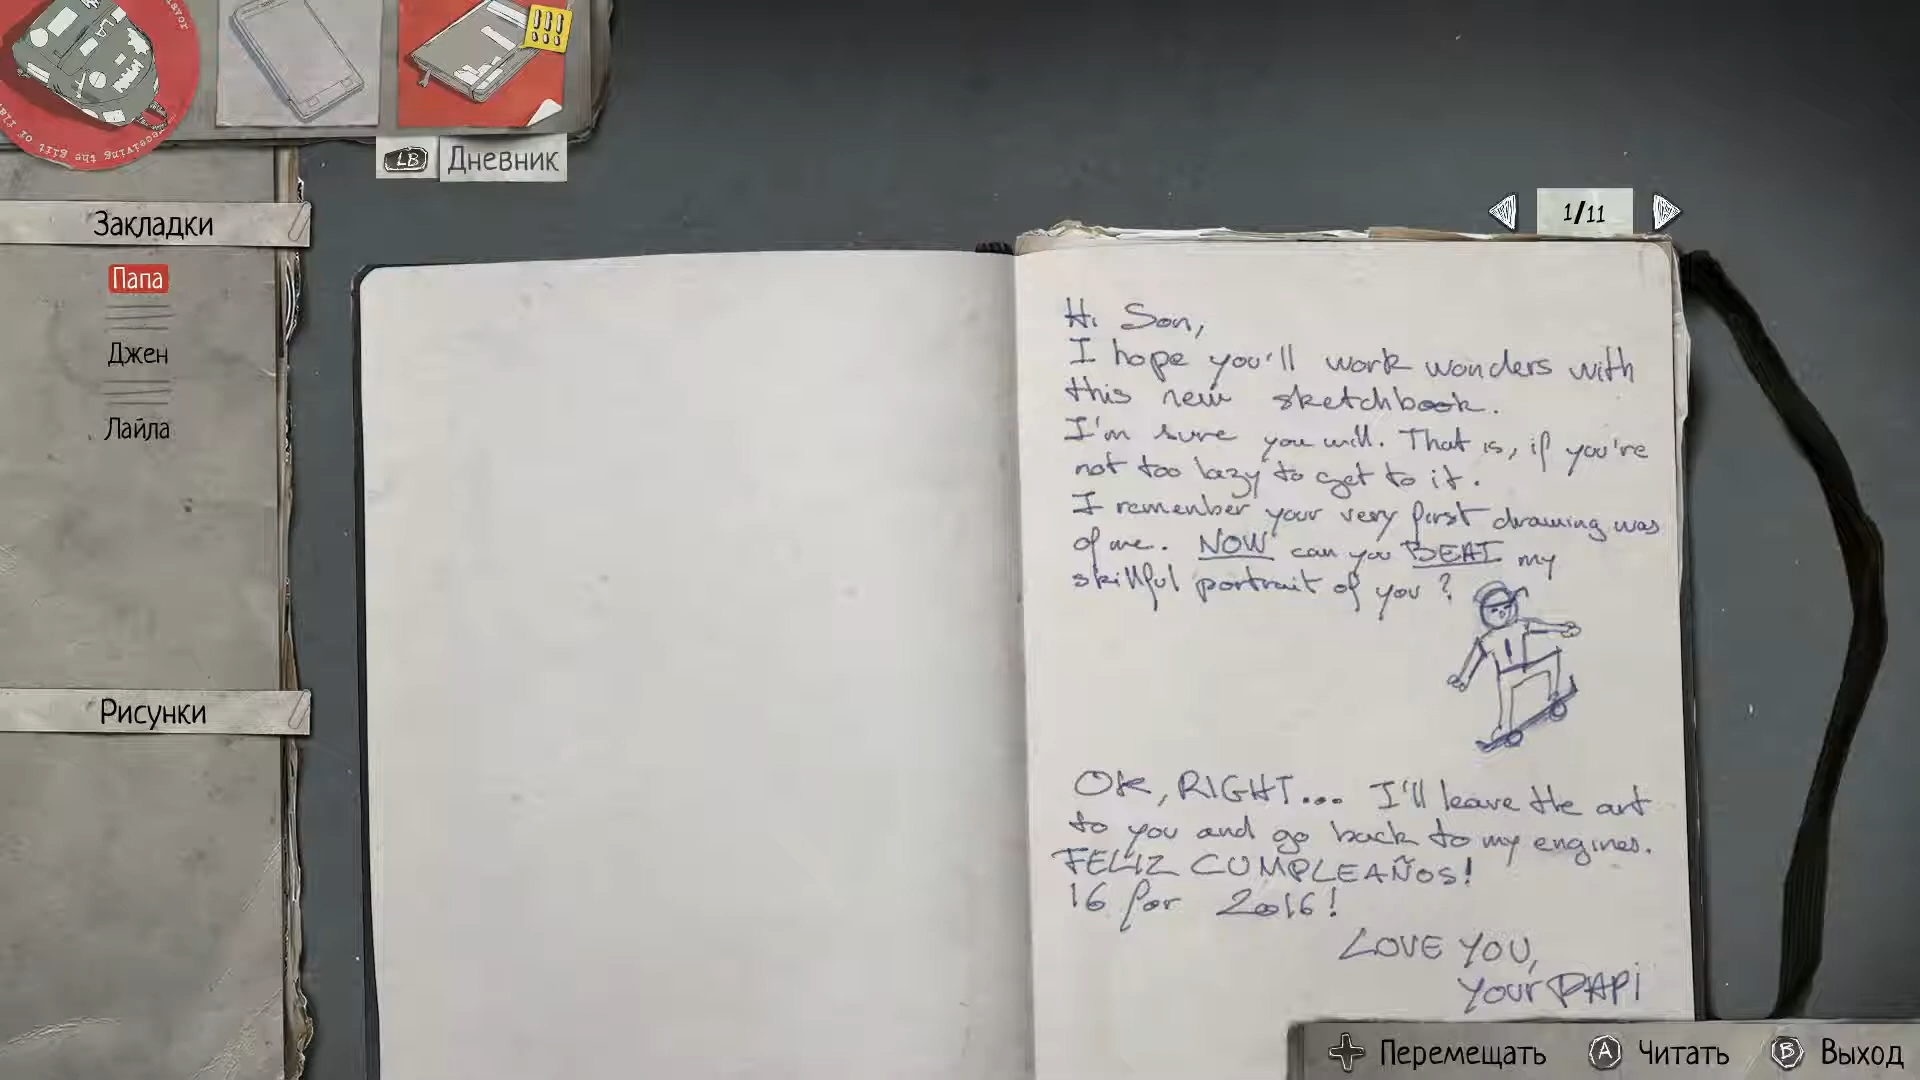 LB Дневник
Закладки
Папа
Джен
Лайла
Рисунки
1/11
Hi Son,
I hope you'll work wonders with
this new sketchbook.
I'm sure you will. That is, if you're
not too lazy to get to it.
I remember your very first drawing was
of me. NOW can you BEAT my
skillful portrait of you?
OK, RIGHT... I'll leave the art
to you and go back to my engines.
FELIZ CUMPLEAÑOS!
16 for 2016!
LOVE YOU,
your PAPI
Перемещать A Читать B Выход